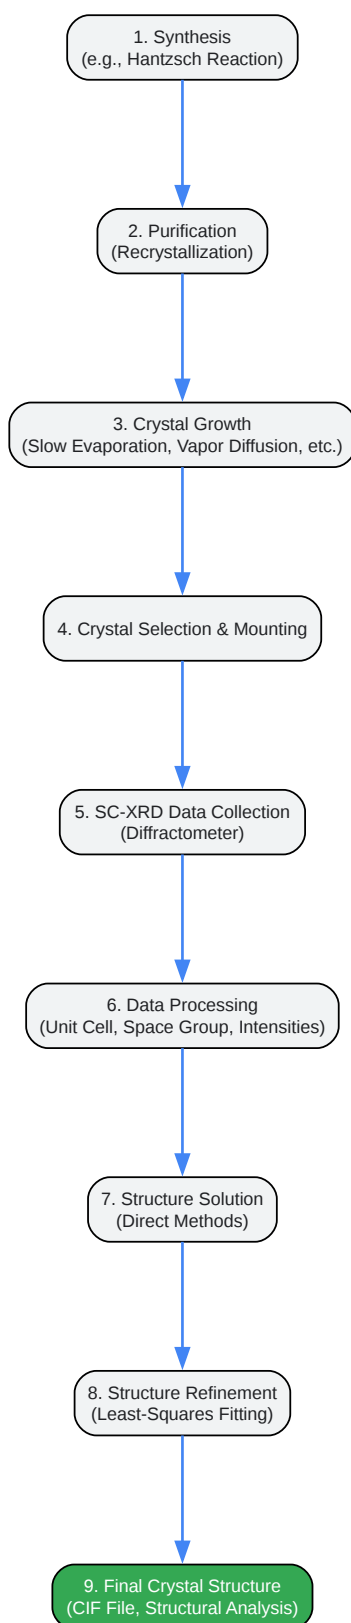 1. Synthesis
(e.g., Hantzsch Reaction)
2. Purification
(Recrystallization)
3. Crystal Growth
(Slow Evaporation, Vapor Diffusion, etc.)
4. Crystal Selection & Mounting
5. SC-XRD Data Collection
(Diffractometer)
6. Data Processing
(Unit Cell, Space Group, Intensities)
7. Structure Solution
(Direct Methods)
8. Structure Refinement
(Least-Squares Fitting)
9. Final Crystal Structure
(CIF File, Structural Analysis)